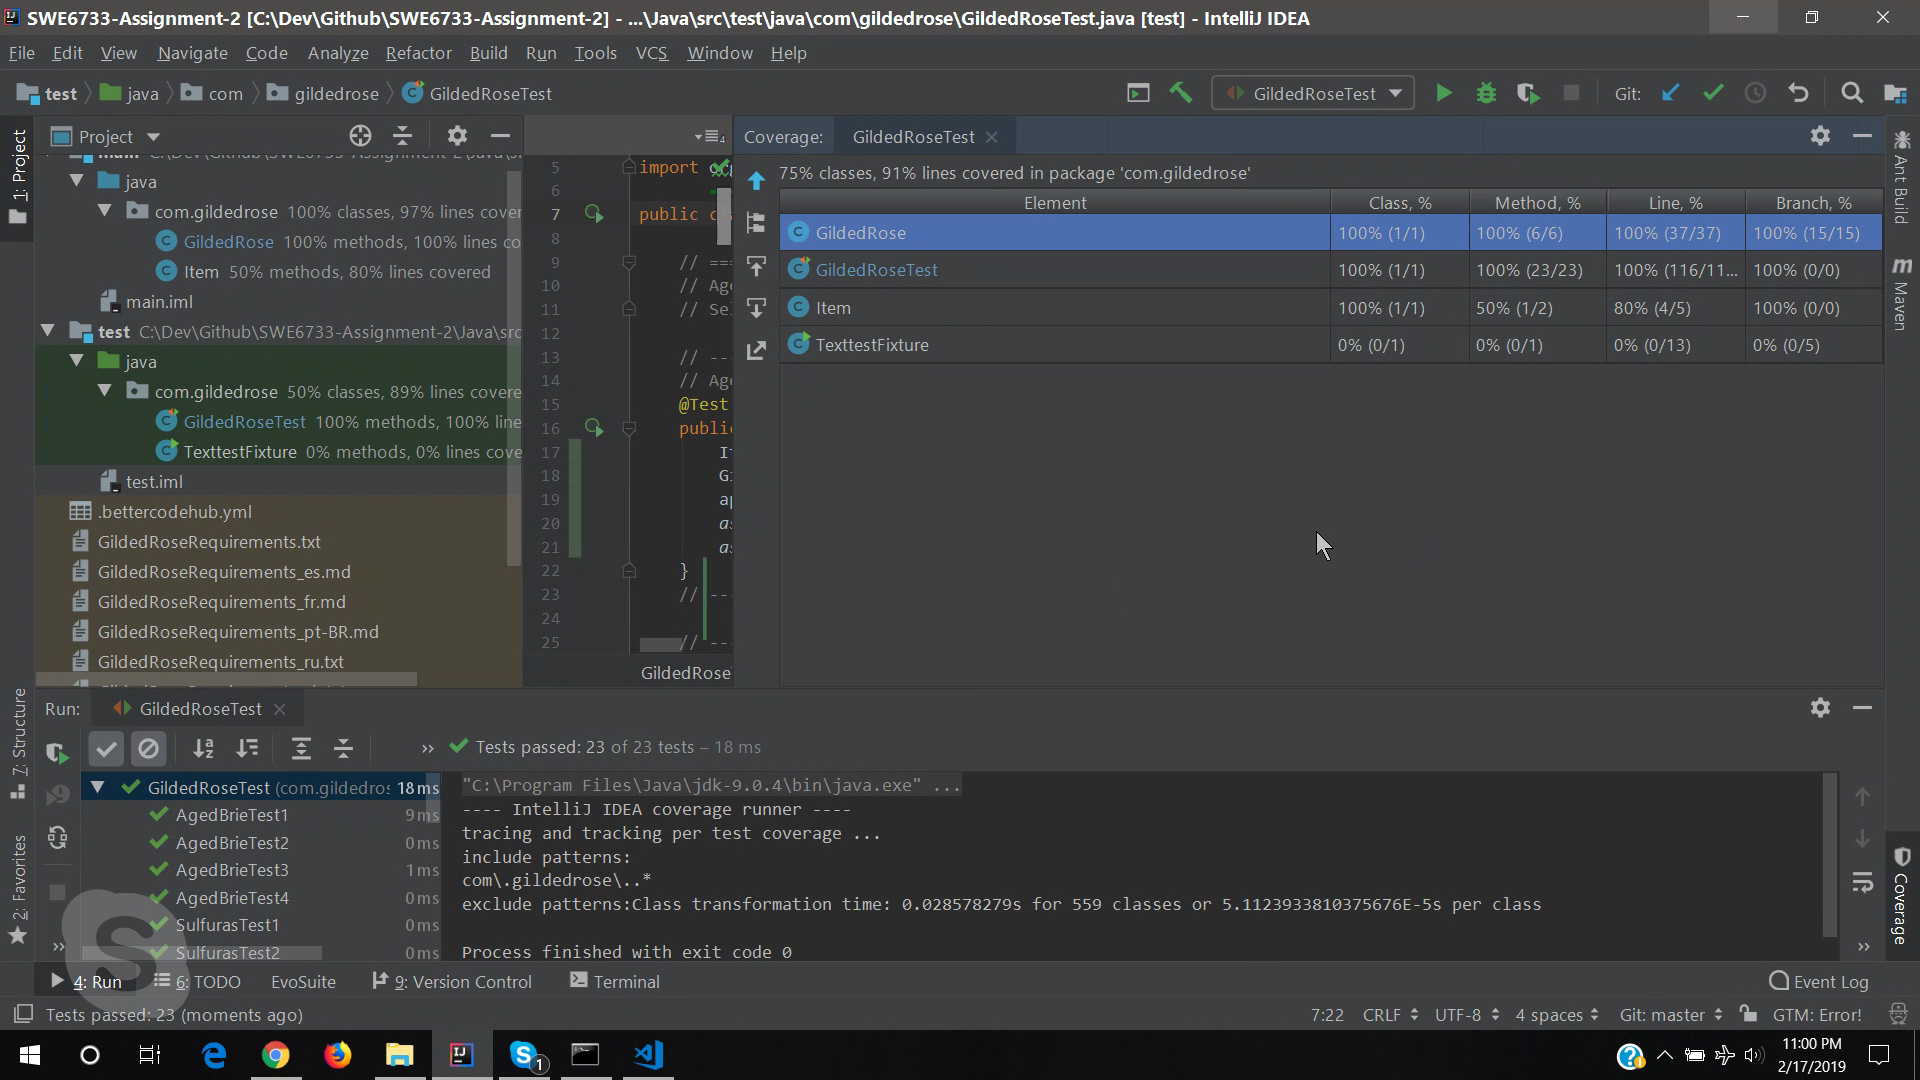 SWE6733-Assignment-2 [C:\Dev\Github\SWE6733-Assignment-2] - ...\Java\src\test\java\com\gildedrose\GildedRoseTest.java [test] - IntelliJ IDEA
File Edit View Navigate Code Analyze Refactor Build Run Tools VCS Window Help
test java com gildedrose GildedRoseTest
GildedRoseTest Git:
1: Project
7: Structure
2: Favorites
Project
java
com.gildedrose 100% classes, 97% lines cover
GildedRose 100% methods, 100% lines co
Item 50% methods, 80% lines covered
main.iml
test C:\Dev\Github\SWE6733-Assignment-2\Java\src
java
com.gildedrose 50% classes, 89% lines covere
GildedRoseTest 100% methods, 100% line
TexttestFixture 0% methods, 0% lines cove
test.iml
.bettercodehub.yml
GildedRoseRequirements.txt
GildedRoseRequirements_es.md
GildedRoseRequirements_fr.md
GildedRoseRequirements_pt-BR.md
GildedRoseRequirements_ru.txt
5 import
6
7 public
8
9 // ==
10 // Age
11 // Se
12
13 // --
14 // Age
15 @Test
16 publi
17 It
18 Gi
19 ap
20 as
21 as
22 }
23 // --
24
25 // --
GildedRose
Coverage: GildedRoseTest
75% classes, 91% lines covered in package 'com.gildedrose'
Element Class, % Method, % Line, % Branch, %
GildedRose 100% (1/1) 100% (6/6) 100% (37/37) 100% (15/15)
GildedRoseTest 100% (1/1) 100% (23/23) 100% (116/11... 100% (0/0)
Item 100% (1/1) 50% (1/2) 80% (4/5) 100% (0/0)
TexttestFixture 0% (0/1) 0% (0/1) 0% (0/13) 0% (0/5)
Ant Build
Maven
Coverage
Run: GildedRoseTest
Tests passed: 23 of 23 tests – 18 ms
GildedRoseTest (com.gildedros 18 ms
AgedBrieTest1 9 ms
AgedBrieTest2 0 ms
AgedBrieTest3 1 ms
AgedBrieTest4 0 ms
SulfurasTest1 0 ms
SulfurasTest2 0 ms
"C:\Program Files\Java\jdk-9.0.4\bin\java.exe" ...
---- IntelliJ IDEA coverage runner ----
tracing and tracking per test coverage ...
include patterns:
com\.gildedrose\..*
exclude patterns:Class transformation time: 0.028578279s for 559 classes or 5.1123933810375676E-5s per class
Process finished with exit code 0
4: Run 6: TODO EvoSuite 9: Version Control Terminal Event Log
Tests passed: 23 (moments ago) 7:22 CRLF UTF-8 4 spaces Git: master GTM: Error!
1
11:00 PM
2/17/2019